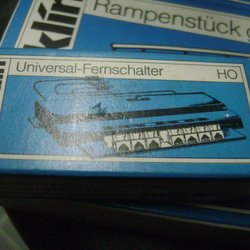 klin
Rampenstück g
Universal-Fernschalter
HO